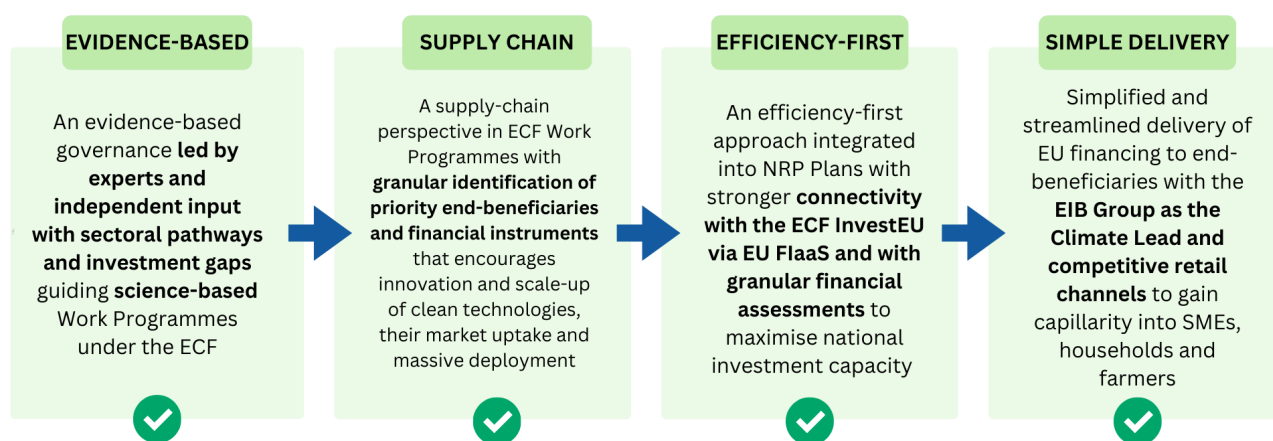 EVIDENCE-BASED
An evidence-based
governance led by
experts and
independent input
with sectoral pathways
and investment gaps
guiding science-based
Work Programmes
under the ECF
SUPPLY CHAIN
A supply-chain
perspective in ECF Work
Programmes with
granular identification of
priority end-beneficiaries
and financial instruments
that encourages
innovation and scale-up
of clean technologies,
their market uptake and
massive deployment
EFFICIENCY-FIRST
An efficiency-first
approach integrated
into NRP Plans with
stronger connectivity
with the ECF InvestEU
via EU FIaaS and with
granular financial
assessments to
maximise national
investment capacity
SIMPLE DELIVERY
Simplified and
streamlined delivery of
EU financing to end-
beneficiaries with the
EIB Group as the
Climate Lead and
competitive retail
channels to gain
capillarity into SMEs,
households and
farmers